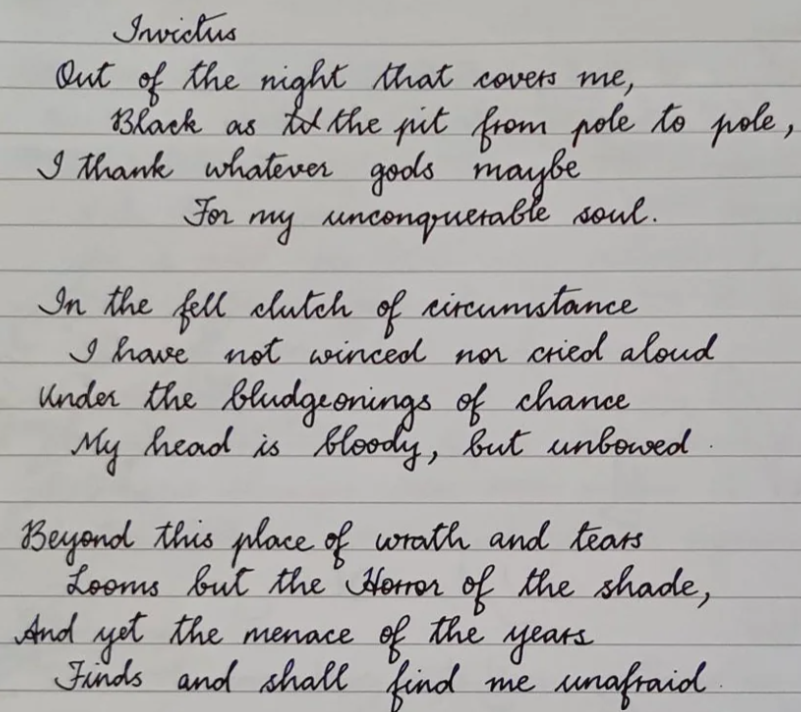 Invictus
Out of the night that covers me,
Black as the pit from pole to pole,
I thank whatever gods maybe
For my unconquerable soul.
In the fell clutch of circumstance
I have not winced nor cried aloud
Under the bludgeonings of chance
My head is bloody, but unbowed.
Beyond this place of wrath and tears
Looms but the Horror of the shade,
And yet the menace of the years
Finds and shall find me unafraid.